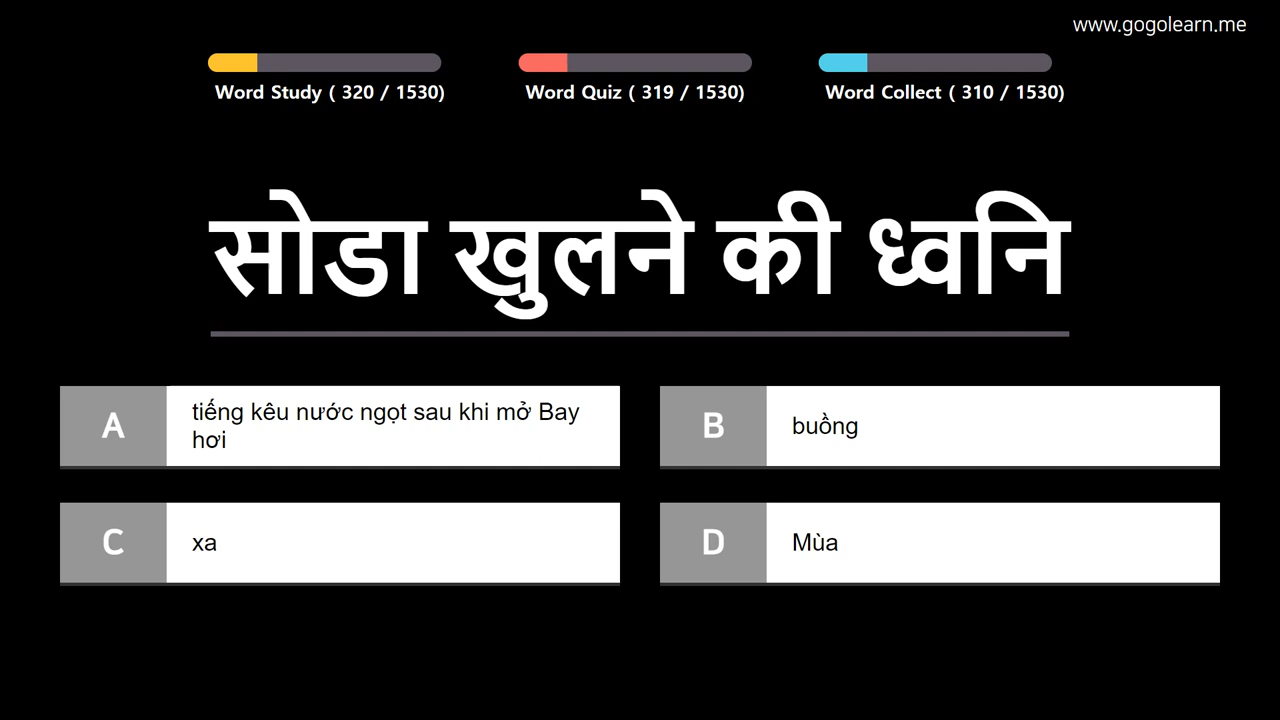 www.gogolearn.me
Word Study ( 320 / 1530)
Word Quiz ( 319 / 1530)
Word Collect ( 310 / 1530)
सोडा खुलने की ध्वनि
A
tiếng kêu nước ngọt sau khi mở Bay
hơi
B
buồng
C
xa
D
Mùa